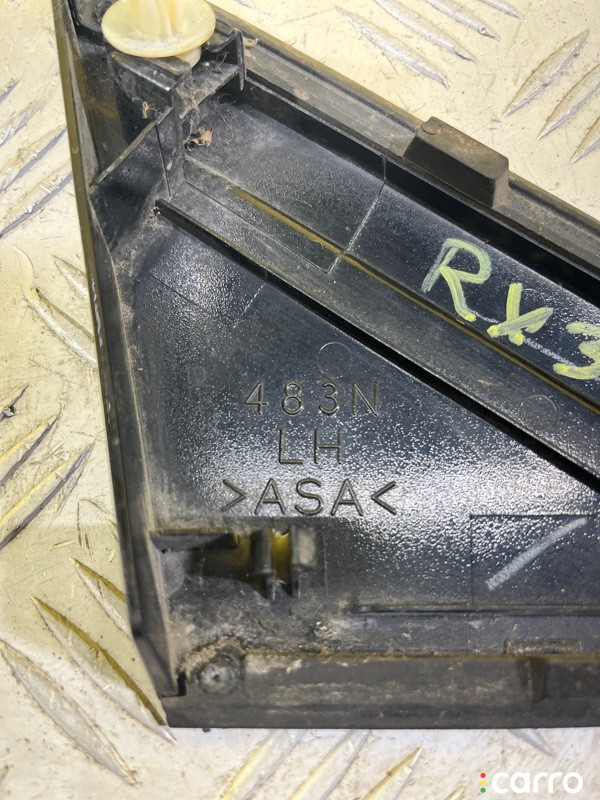 RX3
483N
LH
>ASA<
carro